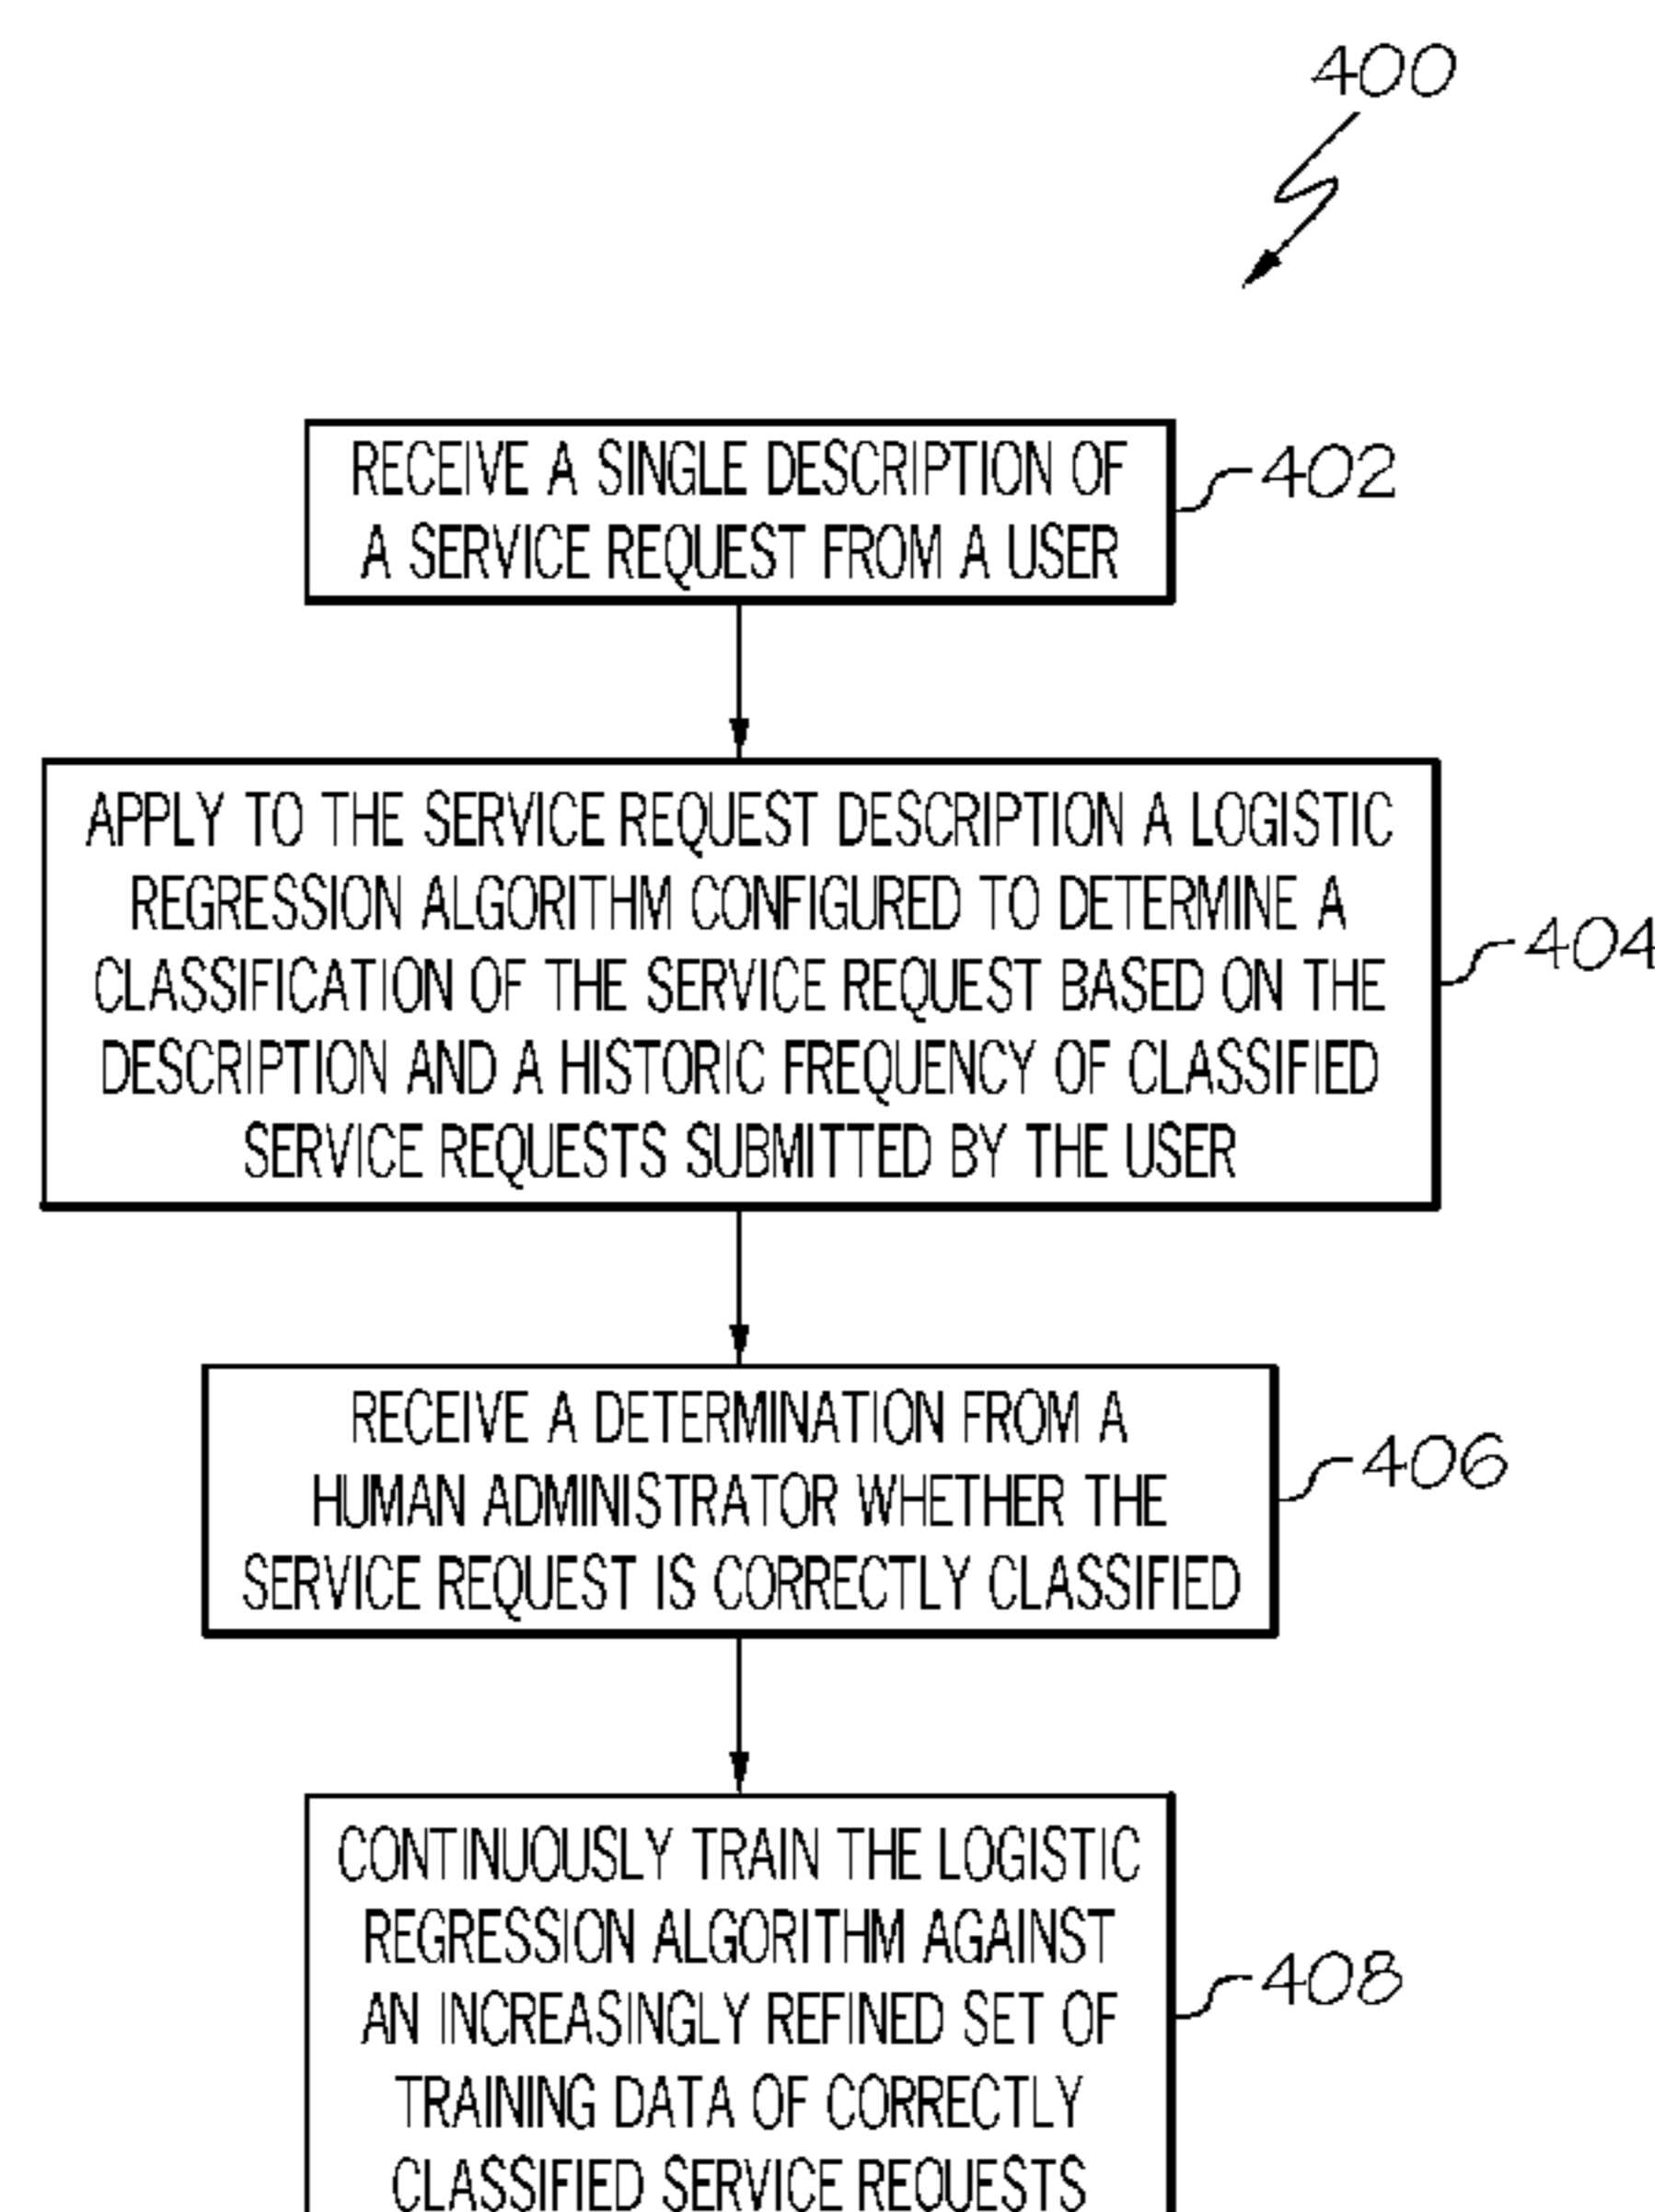 400
RECEIVE A SINGLE DESCRIPTION OF
A SERVICE REQUEST FROM A USER
402
APPLY TO THE SERVICE REQUEST DESCRIPTION A LOGISTIC
REGRESSION ALGORITHM CONFIGURED TO DETERMINE A
CLASSIFICATION OF THE SERVICE REQUEST BASED ON THE
DESCRIPTION AND A HISTORIC FREQUENCY OF CLASSIFIED
SERVICE REQUESTS SUBMITTED BY THE USER
404
RECEIVE A DETERMINATION FROM A
HUMAN ADMINISTRATOR WHETHER THE
SERVICE REQUEST IS CORRECTLY CLASSIFIED
406
CONTINUOUSLY TRAIN THE LOGISTIC
REGRESSION ALGORITHM AGAINST
AN INCREASINGLY REFINED SET OF
TRAINING DATA OF CORRECTLY
CLASSIFIED SERVICE REQUESTS
408